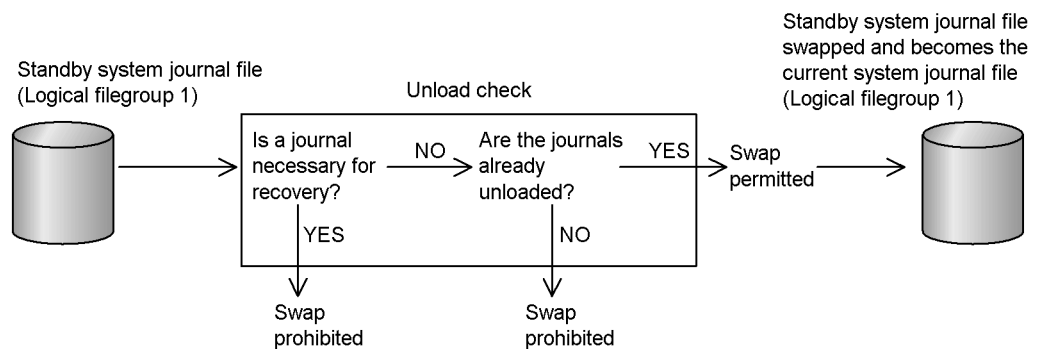 Standby system journal file
(Logical filegroup 1)
Unload check
Is a journal
necessary for
recovery?
NO
YES
Swap
prohibited
Are the journals
already
unloaded?
YES
NO
Swap
prohibited
Swap
permitted
Standby system journal file
swapped and becomes the
current system journal file
(Logical filegroup 1)